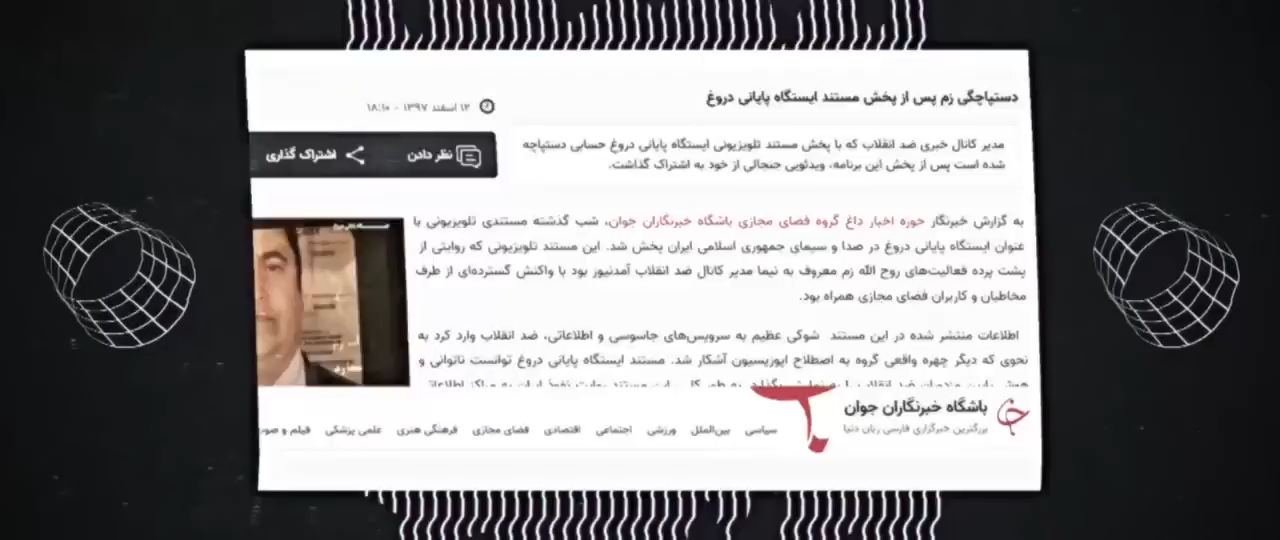 دستپاچگی زم پس از پخش مستند ایستگاه پایانی دروغ
۱۲ اسفند ۱۳۹۷ - ۱۸:۱۰
نظر دادن
اشتراک گذاری
مدیر کانال خبری ضد انقلاب که با پخش مستند تلویزیونی ایستگاه پایانی دروغ حسابی دستپاچه
شده است پس از پخش این برنامه، ویدئویی جنجالی از خود به اشتراک گذاشت.
به گزارش خبرنگار حوزه اخبار داغ گروه فضای مجازی باشگاه خبرنگاران جوان، شب گذشته مستندی تلویزیونی با
عنوان ایستگاه پایانی دروغ در صدا و سیمای جمهوری اسلامی ایران پخش شد. این مستند تلویزیونی که روایتی از
پشت پرده فعالیت‌های روح الله زم معروف به نیما مدیر کانال ضد انقلاب آمدنیوز بود با واکنش گسترده‌ای از طرف
مخاطبان و کاربران فضای مجازی همراه بود.
اطلاعات منتشر شده در این مستند شوکی عظیم به سرویس‌های جاسوسی و اطلاعاتی، ضد انقلاب وارد کرد به
نحوی که دیگر چهره واقعی گروه به اصطلاح اپوزیسیون آشکار شد. مستند ایستگاه پایانی دروغ توانست ناتوانی و
باشگاه خبرنگاران جوان
بزرگترین خبرگزاری فارسی زبان دنیا
سیاسی بین‌الملل ورزشی اجتماعی اقتصادی فضای مجازی فرهنگی هنری علمی پزشکی فیلم و صو